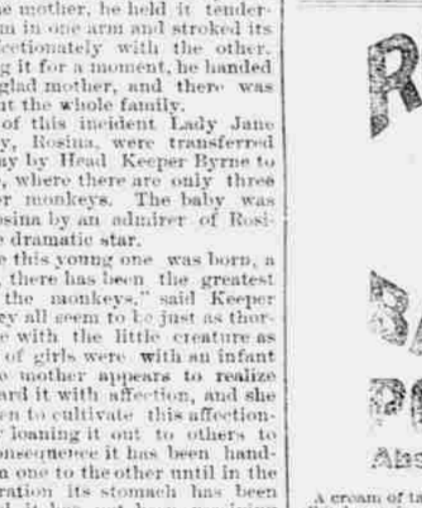 e mother, he held it tender-
m in one arm and stroked its
ectionately with the other.
g it for a moment, he handed
glad mother, and there was
ut the whole family.
of this incident Lady Jane
y, Rosina, were transferred
ay by Head Keeper Byrne to
, where there are only three
r monkeys. The baby was
osina by an admirer of Rosi-
e dramatic star.
e this young one was born, a
, there has been the greatest
the monkeys," said Keeper
ey all seem to be just as thor-
e with the little creature as
of girls were with an infant
e mother appears to realize
ard it with affection, and she
en to cultivate this affection-
r loaning it out to others to
onsequence it has been hand-
m one to the other until in the
ration its stomach has been
R
BA
PO
Abs
A cream of ta